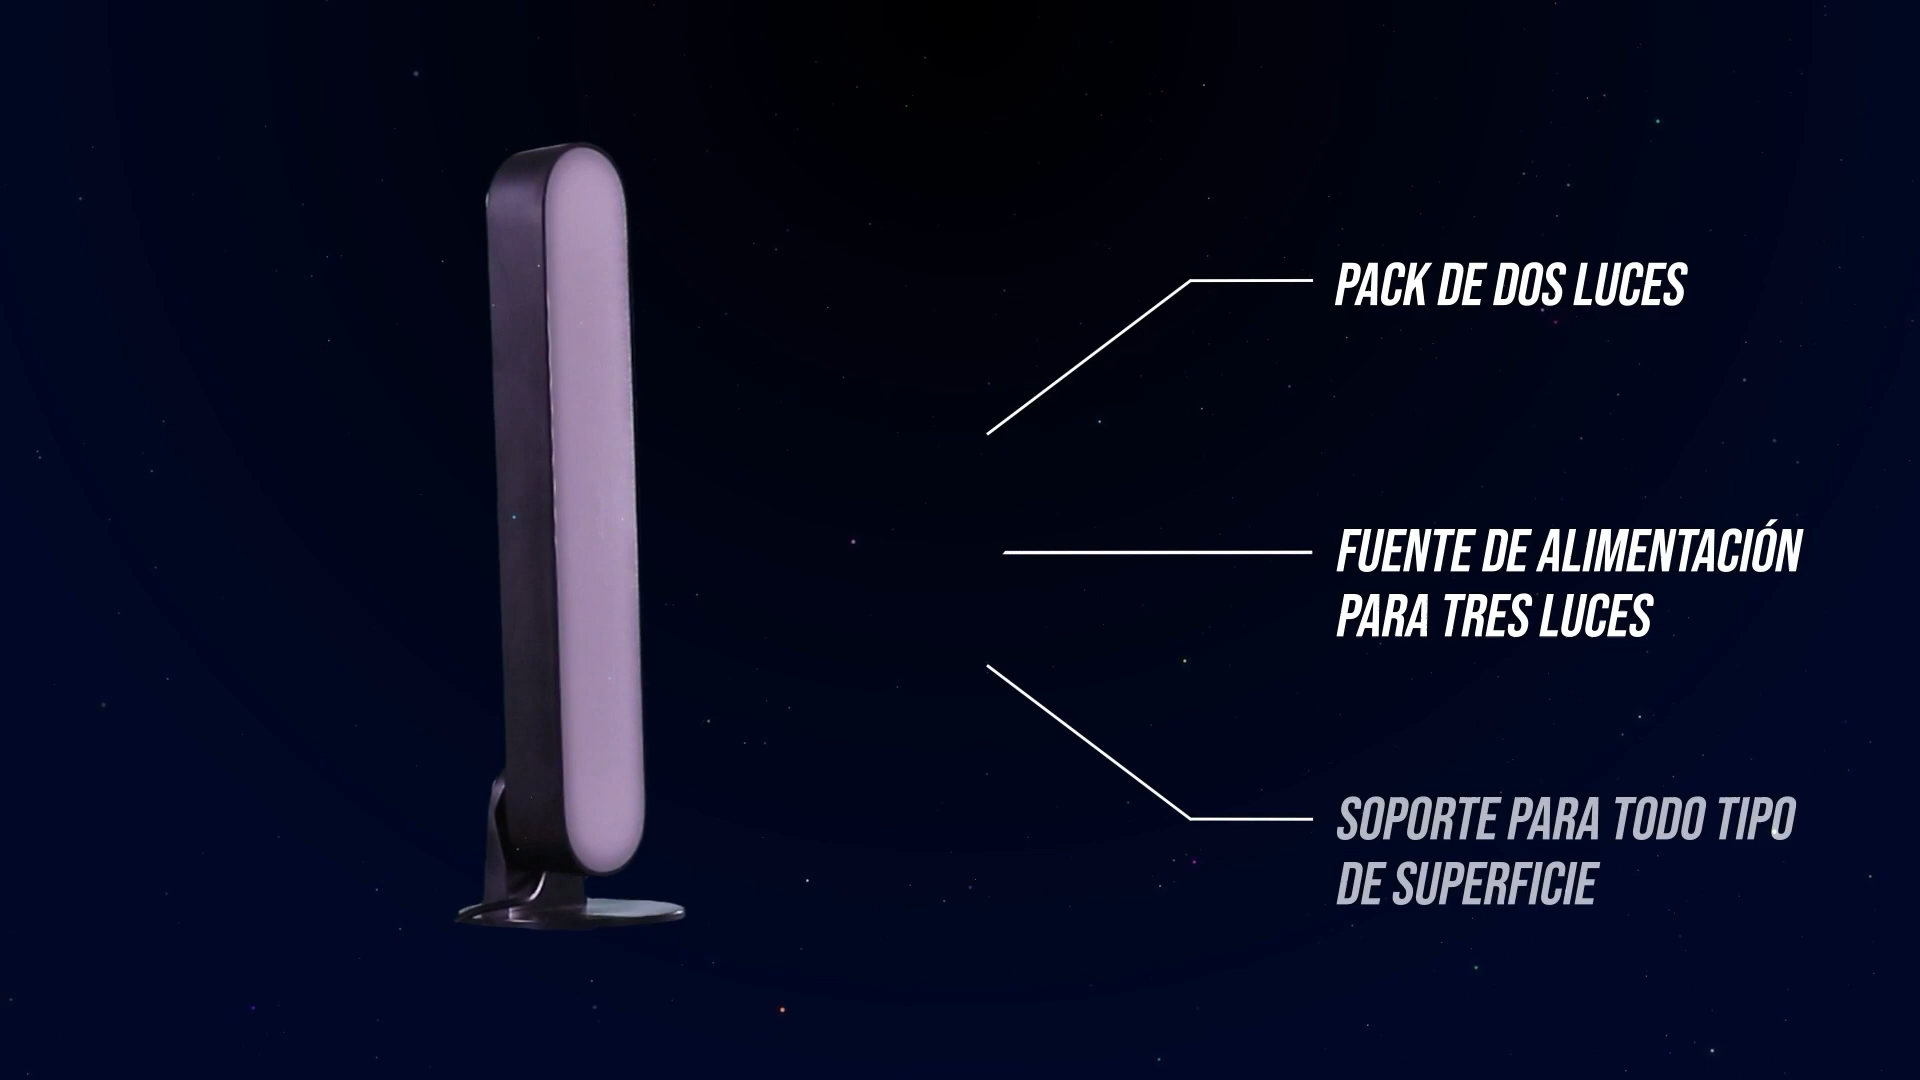 PACK DE DOS LUCES
FUENTE DE ALIMENTACIÓN
PARA TRES LUCES
SOPORTE PARA TODO TIPO
DE SUPERFICIE